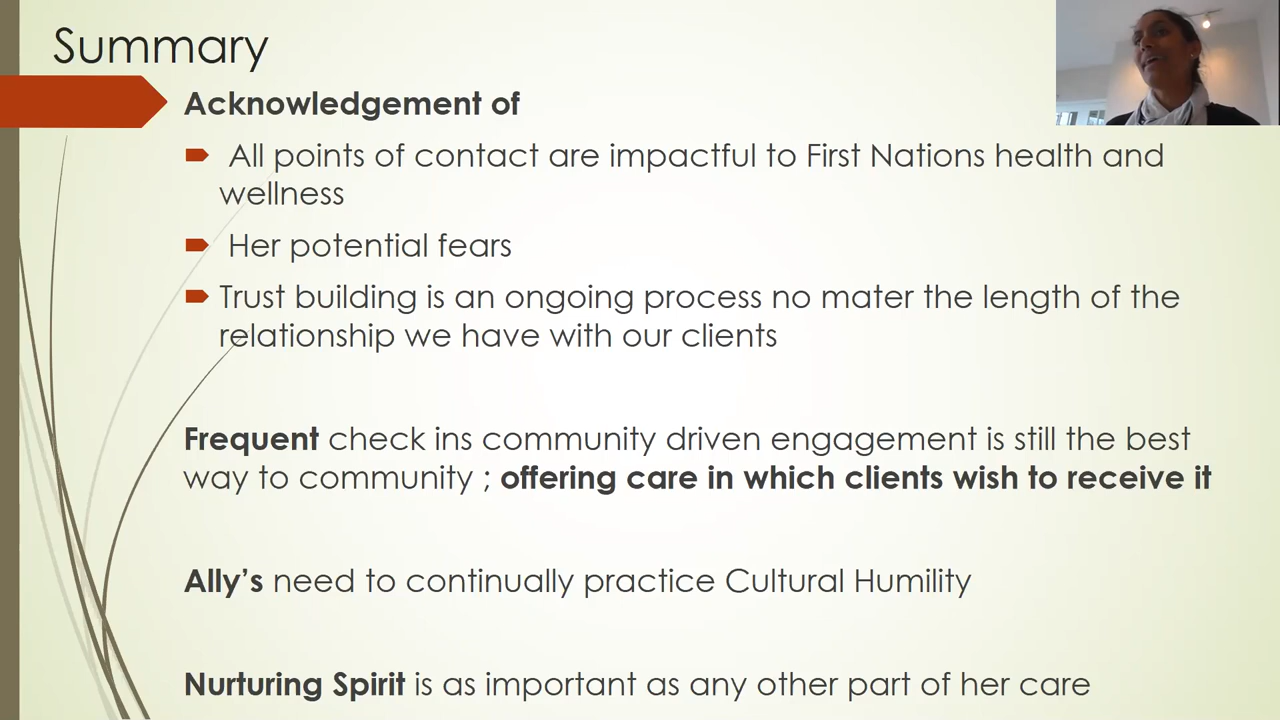 Summary
Acknowledgement of
All points of contact are impactful to First Nations health and
wellness
Her potential fears
Trust building is an ongoing process no mater the length of the
relationship we have with our clients
Frequent check ins community driven engagement is still the best
way to community ; offering care in which clients wish to receive it
Ally’s need to continually practice Cultural Humility
Nurturing Spirit is as important as any other part of her care